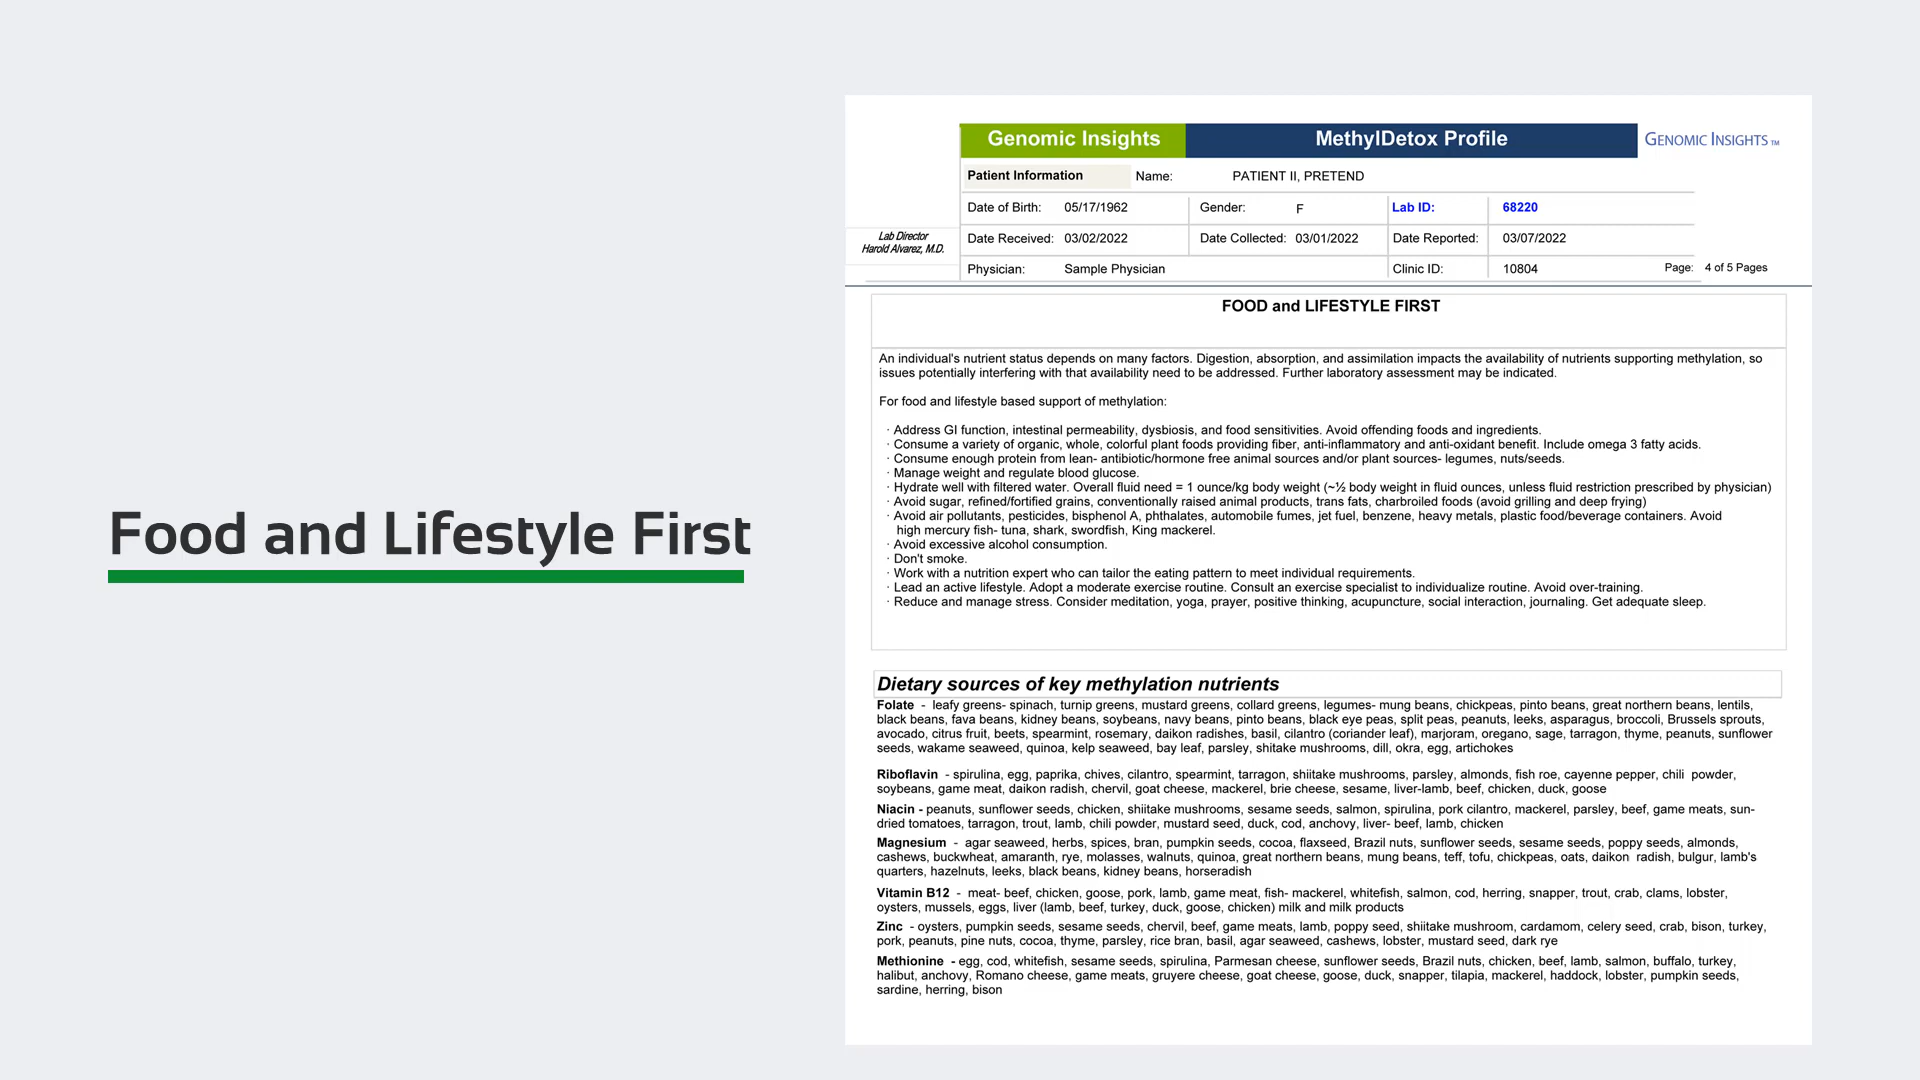 Food and Lifestyle First
Genomic Insights
MethylDetox Profile
GENOMIC INSIGHTS TM
Patient Information Name: PATIENT II, PRETEND
Date of Birth: 05/17/1962 Gender: F Lab ID: 68220
Lab Director
Harold Alvarez, M.D.
Date Received: 03/02/2022 Date Collected: 03/01/2022 Date Reported: 03/07/2022
Physician: Sample Physician Clinic ID: 10804 Page: 4 of 5 Pages
FOOD and LIFESTYLE FIRST
An individual's nutrient status depends on many factors. Digestion, absorption, and assimilation impacts the availability of nutrients supporting methylation, so
issues potentially interfering with that availability need to be addressed. Further laboratory assessment may be indicated.
For food and lifestyle based support of methylation:
· Address GI function, intestinal permeability, dysbiosis, and food sensitivities. Avoid offending foods and ingredients.
· Consume a variety of organic, whole, colorful plant foods providing fiber, anti-inflammatory and anti-oxidant benefit. Include omega 3 fatty acids.
· Consume enough protein from lean- antibiotic/hormone free animal sources and/or plant sources- legumes, nuts/seeds.
· Manage weight and regulate blood glucose.
· Hydrate well with filtered water. Overall fluid need = 1 ounce/kg body weight (~½ body weight in fluid ounces, unless fluid restriction prescribed by physician)
· Avoid sugar, refined/fortified grains, conventionally raised animal products, trans fats, charbroiled foods (avoid grilling and deep frying)
· Avoid air pollutants, pesticides, bisphenol A, phthalates, automobile fumes, jet fuel, benzene, heavy metals, plastic food/beverage containers. Avoid
high mercury fish- tuna, shark, swordfish, King mackerel.
· Avoid excessive alcohol consumption.
· Don't smoke.
· Work with a nutrition expert who can tailor the eating pattern to meet individual requirements.
· Lead an active lifestyle. Adopt a moderate exercise routine. Consult an exercise specialist to individualize routine. Avoid over-training.
· Reduce and manage stress. Consider meditation, yoga, prayer, positive thinking, acupuncture, social interaction, journaling. Get adequate sleep.
Dietary sources of key methylation nutrients
Folate - leafy greens- spinach, turnip greens, mustard greens, collard greens, legumes- mung beans, chickpeas, pinto beans, great northern beans, lentils,
black beans, fava beans, kidney beans, soybeans, navy beans, pinto beans, black eye peas, split peas, peanuts, leeks, asparagus, broccoli, Brussels sprouts,
avocado, citrus fruit, beets, spearmint, rosemary, daikon radishes, basil, cilantro (coriander leaf), marjoram, oregano, sage, tarragon, thyme, peanuts, sunflower
seeds, wakame seaweed, quinoa, kelp seaweed, bay leaf, parsley, shitake mushrooms, dill, okra, egg, artichokes
Riboflavin - spirulina, egg, paprika, chives, cilantro, spearmint, tarragon, shiitake mushrooms, parsley, almonds, fish roe, cayenne pepper, chili powder,
soybeans, game meat, daikon radish, chervil, goat cheese, mackerel, brie cheese, sesame, liver-lamb, beef, chicken, duck, goose
Niacin - peanuts, sunflower seeds, chicken, shiitake mushrooms, sesame seeds, salmon, spirulina, pork cilantro, mackerel, parsley, beef, game meats, sun-
dried tomatoes, tarragon, trout, lamb, chili powder, mustard seed, duck, cod, anchovy, liver- beef, lamb, chicken
Magnesium - agar seaweed, herbs, spices, bran, pumpkin seeds, cocoa, flaxseed, Brazil nuts, sunflower seeds, sesame seeds, poppy seeds, almonds,
cashews, buckwheat, amaranth, rye, molasses, walnuts, quinoa, great northern beans, mung beans, teff, tofu, chickpeas, oats, daikon radish, bulgur, lamb's
quarters, hazelnuts, leeks, black beans, kidney beans, horseradish
Vitamin B12 - meat- beef, chicken, goose, pork, lamb, game meat, fish- mackerel, whitefish, salmon, cod, herring, snapper, trout, crab, clams, lobster,
oysters, mussels, eggs, liver (lamb, beef, turkey, duck, goose, chicken) milk and milk products
Zinc - oysters, pumpkin seeds, sesame seeds, chervil, beef, game meats, lamb, poppy seed, shiitake mushroom, cardamom, celery seed, crab, bison, turkey,
pork, peanuts, pine nuts, cocoa, thyme, parsley, rice bran, basil, agar seaweed, cashews, lobster, mustard seed, dark rye
Methionine - egg, cod, whitefish, sesame seeds, spirulina, Parmesan cheese, sunflower seeds, Brazil nuts, chicken, beef, lamb, salmon, buffalo, turkey,
halibut, anchovy, Romano cheese, game meats, gruyere cheese, goat cheese, goose, duck, snapper, tilapia, mackerel, haddock, lobster, pumpkin seeds,
sardine, herring, bison